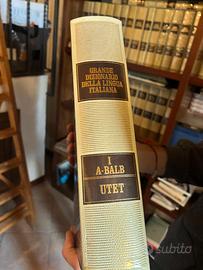 GRANDE
DIZIONARIO
DELLA LINGUA
ITALIANA
I
A-BALB
UTET
subito